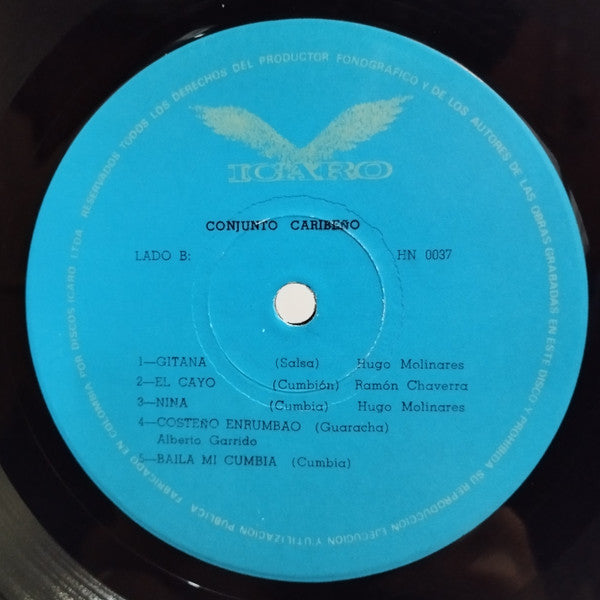 RESERVADOS TODOS LOS DERECHOS DEL PRODUCTOR FONOGRAFICO Y DE LOS AUTORES DE LAS OBRAS GRABADAS EN ESTE DISCO Y PROHIBIDA SU REPRODUCCION EJECUCION Y UTILIZACION PUBLICA FABRICADO EN COLOMBIA POR DISCOS ICARO LTDA.
ICARO
CONJUNTO CARIBEÑO
LADO B: HN 0037
1—GITANA (Salsa) Hugo Molinares
2—EL CAYO (Cumbión) Ramón Chaverra
3—NINA (Cumbia) Hugo Molinares
4—COSTEÑO ENRUMBAO (Guaracha)
Alberto Garrido
5—BAILA MI CUMBIA (Cumbia)